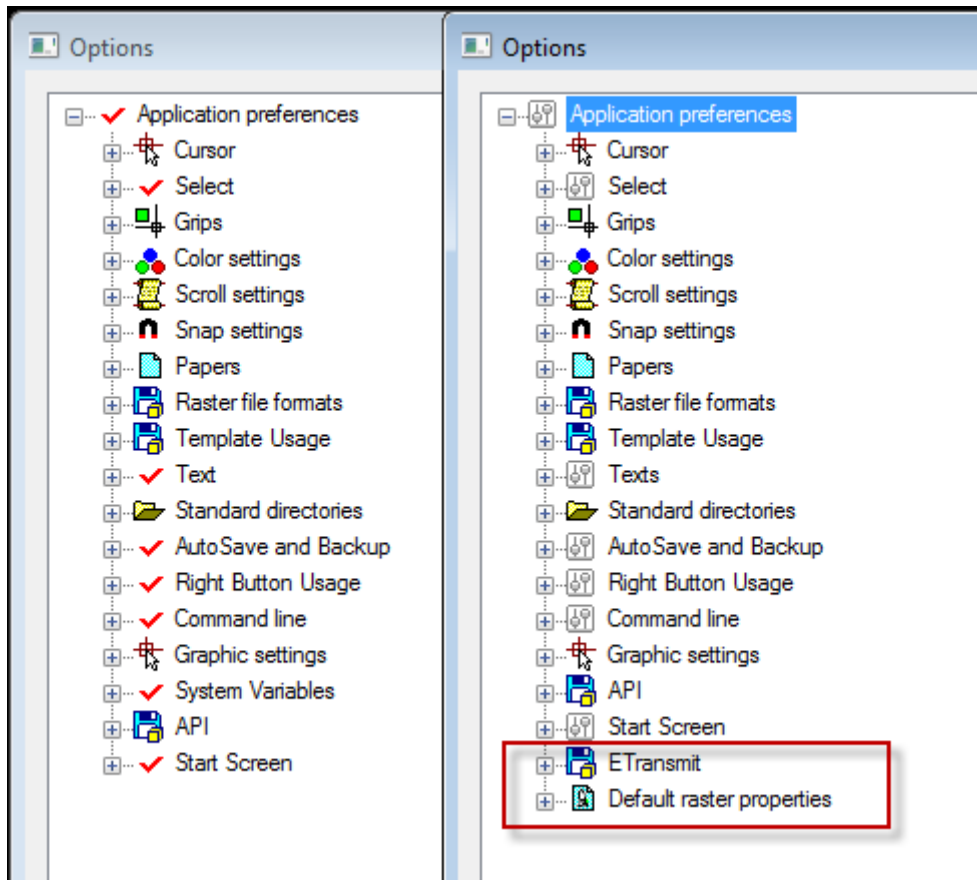 Options
Application preferences
Cursor
Select
Grips
Color settings
Scroll settings
Snap settings
Papers
Raster file formats
Template Usage
Text
Standard directories
AutoSave and Backup
Right Button Usage
Command line
Graphic settings
System Variables
API
Start Screen
Options
Application preferences
Cursor
Select
Grips
Color settings
Scroll settings
Snap settings
Papers
Raster file formats
Template Usage
Texts
Standard directories
AutoSave and Backup
Right Button Usage
Command line
Graphic settings
API
Start Screen
ETransmit
Default raster properties